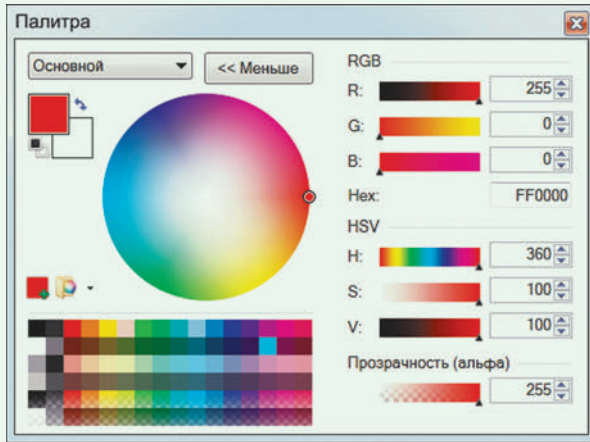 Палитра
Основной
<< Меньше
RGB
R: 255
G: 0
B: 0
Hex: FF0000
HSV
H: 360
S: 100
V: 100
Прозрачность (альфа)
255